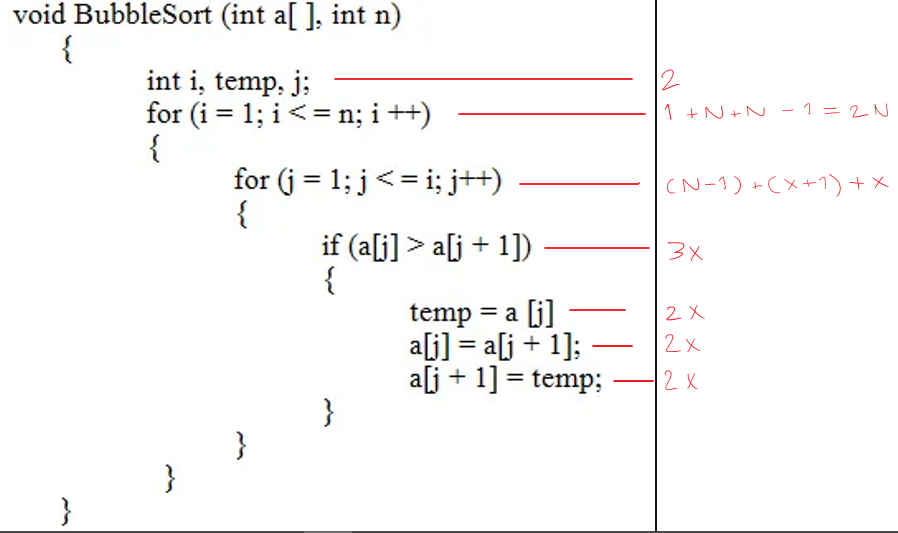 void BubbleSort (int a[ ], int n)
{
int i, temp, j; 2
for (i = 1; i < = n; i ++) 1 + N + N - 1 = 2N
{
for (j = 1; j < = i; j++) (N-1) + (x+1) + x
{
if (a[j] > a[j + 1]) 3x
{
temp = a [j] 2x
a[j] = a[j + 1]; 2x
a[j + 1] = temp; 2x
}
}
}
}